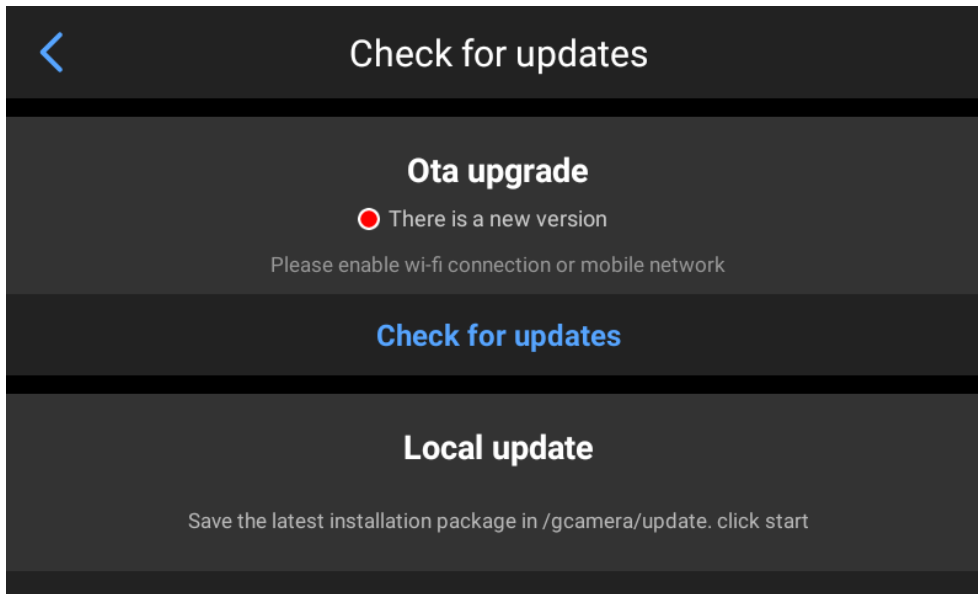 Check for updates
Ota upgrade
There is a new version
Please enable wi-fi connection or mobile network
Check for updates
Local update
Save the latest installation package in /gcamera/update. click start